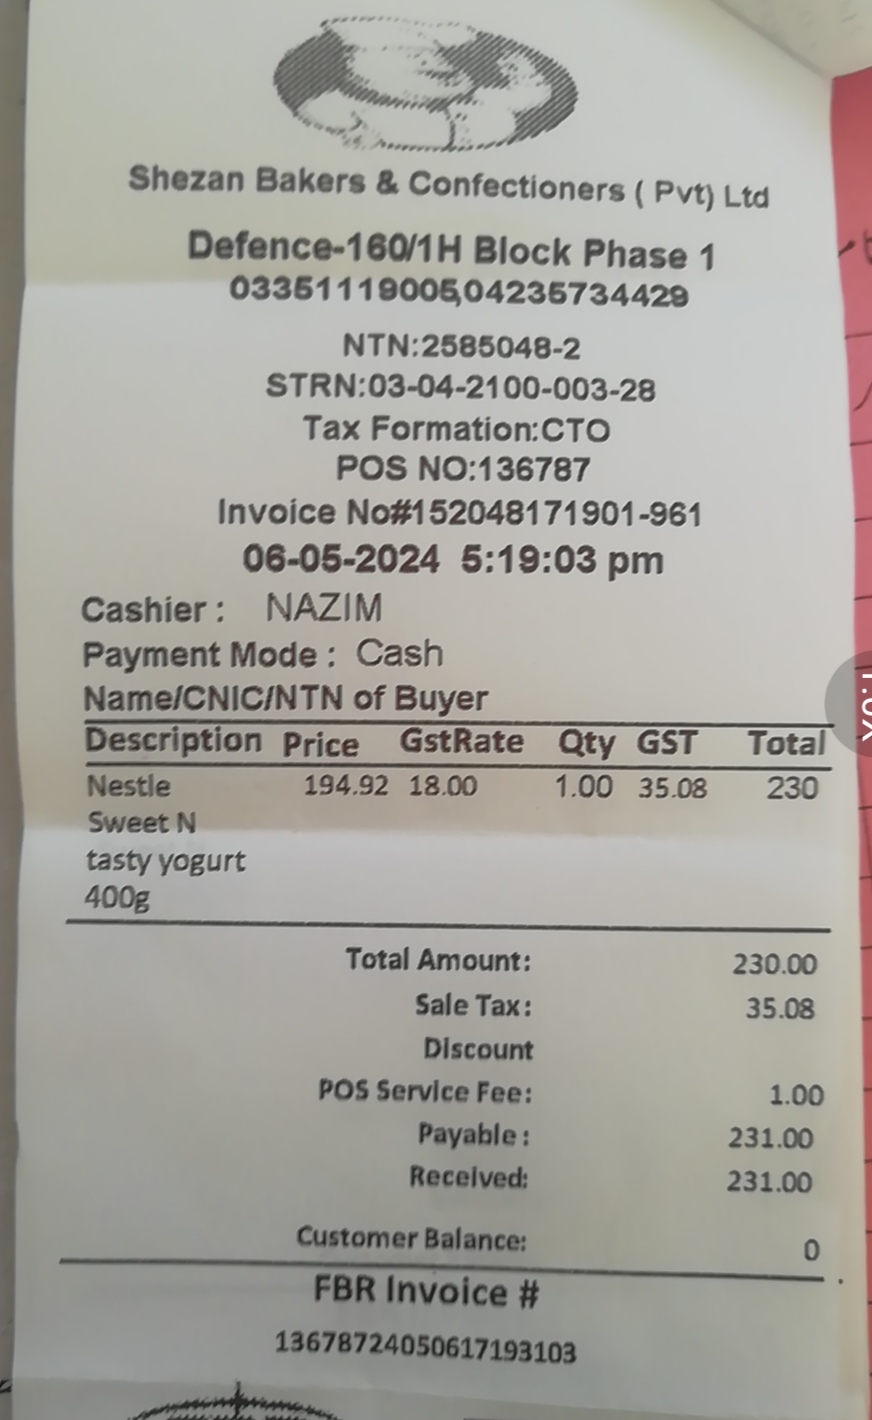 Shezan Bakers & Confectioners ( Pvt) Ltd
Defence-160/1H Block Phase 1
03351119005,04235734429
NTN:2585048-2
STRN:03-04-2100-003-28
Tax Formation:CTO
POS NO:136787
Invoice No#152048171901-961
06-05-2024 5:19:03 pm
Cashier : NAZIM
Payment Mode : Cash
Name/CNIC/NTN of Buyer
Description Price GstRate Qty GST Total
Nestle 194.92 18.00 1.00 35.08 230
Sweet N
tasty yogurt
400g
Total Amount: 230.00
Sale Tax: 35.08
Discount
POS Service Fee: 1.00
Payable : 231.00
Received: 231.00
Customer Balance: 0
FBR Invoice #
13678724050617193103